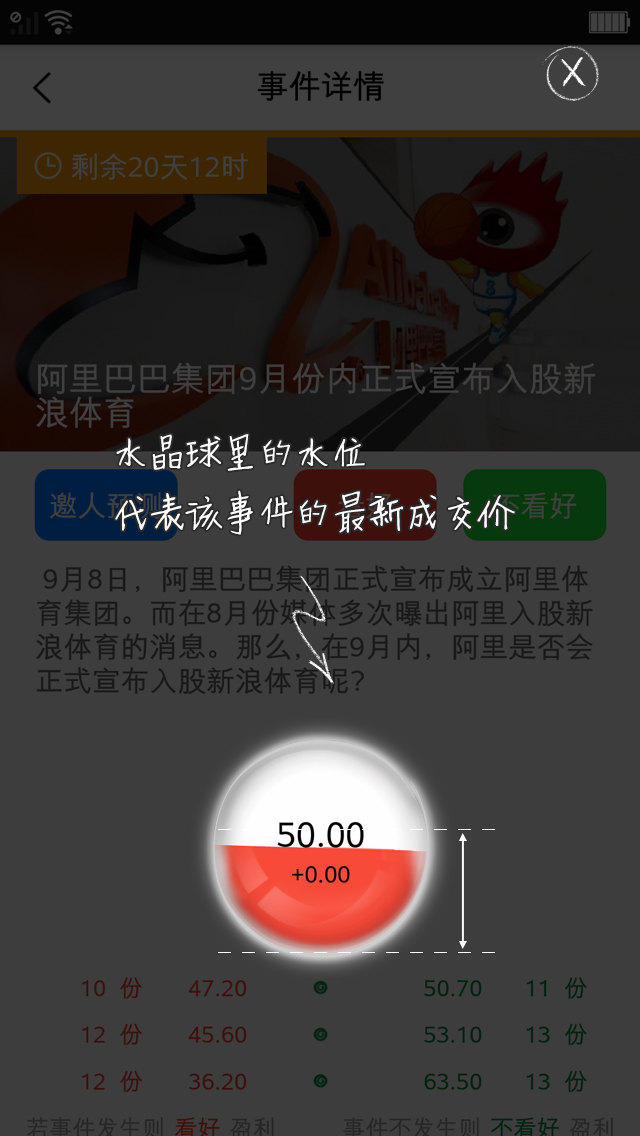 事件详情
X
剩余20天12时
Alibaba
阿里巴巴集团9月份内正式宣布入股新
浪体育
水晶球里的水位
代表该事件的最新成交价
邀人预测
不看好
9月8日，阿里巴巴集团正式宣布成立阿里体
育集团。而在8月份媒体多次曝出阿里入股新
浪体育的消息。那么，在9月内，阿里是否会
正式宣布入股新浪体育呢?
50.00
+0.00
10 份 47.20 50.70 11 份
12 份 45.60 53.10 13 份
12 份 36.20 63.50 13 份
若事件发生则 看好 盈利 事件不发生则 不看好 盈利